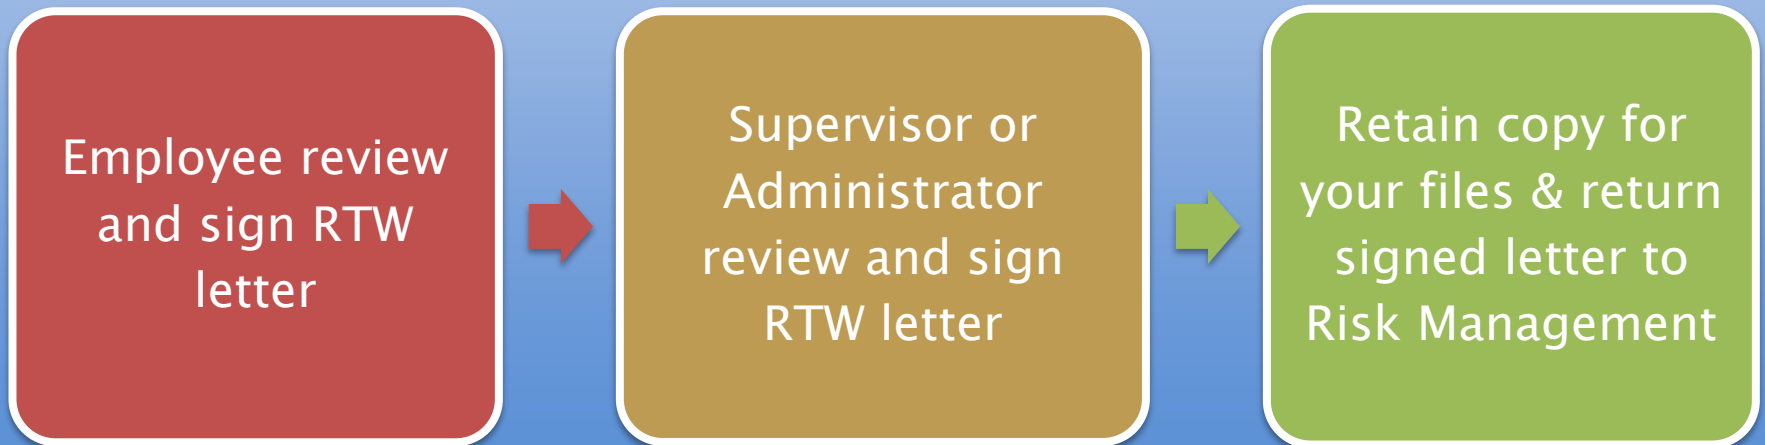 Employee review
and sign RTW
letter
Supervisor or
Administrator
review and sign
RTW letter
Retain copy for
your files & return
signed letter to
Risk Management